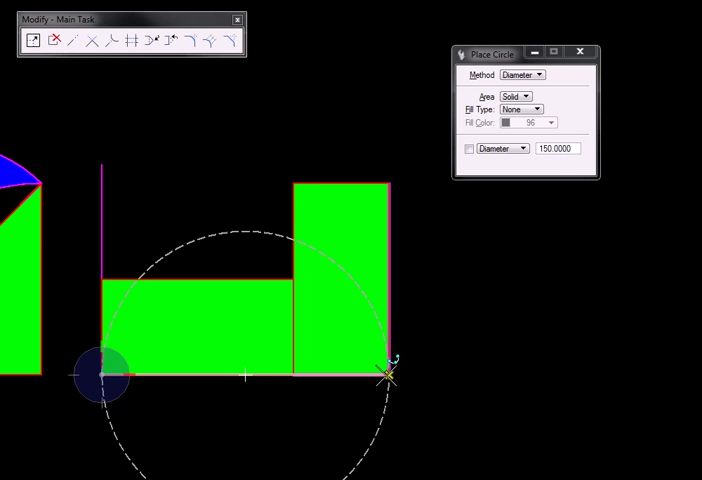 Modify - Main Task
Place Circle
Method Diameter
Area Solid
Fill Type: None
Fill Color: 96
Diameter 150.0000